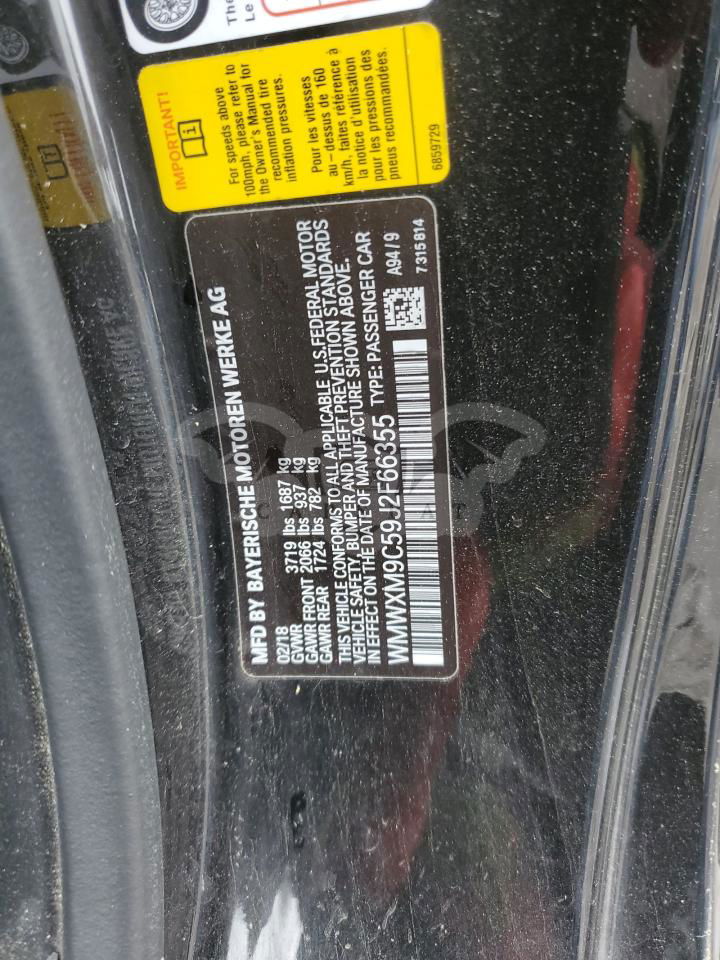 MFD BY BAYERISCHE MOTOREN WERKE AG
02/18
GVWR 3719 lbs 1687 kg
GAWR FRONT 2066 lbs 937 kg
GAWR REAR 1724 lbs 782 kg
THIS VEHICLE CONFORMS TO ALL APPLICABLE U.S.FEDERAL MOTOR
VEHICLE SAFETY, BUMPER AND THEFT PREVENTION STANDARDS
IN EFFECT ON THE DATE OF MANUFACTURE SHOWN ABOVE.
WMWXM9C59J2F66355 TYPE: PASSENGER CAR
A94/9
7315814
IMPORTANT!
For speeds above
100mph, please refer to
the Owner's Manual for
recommended tire
inflation pressures.
Pour les vitesses
au-dessus de 160
km/h, faites référence à
la notice d'utilisation
pour les pressions des
pneus recommandées.
6859729
The
Le